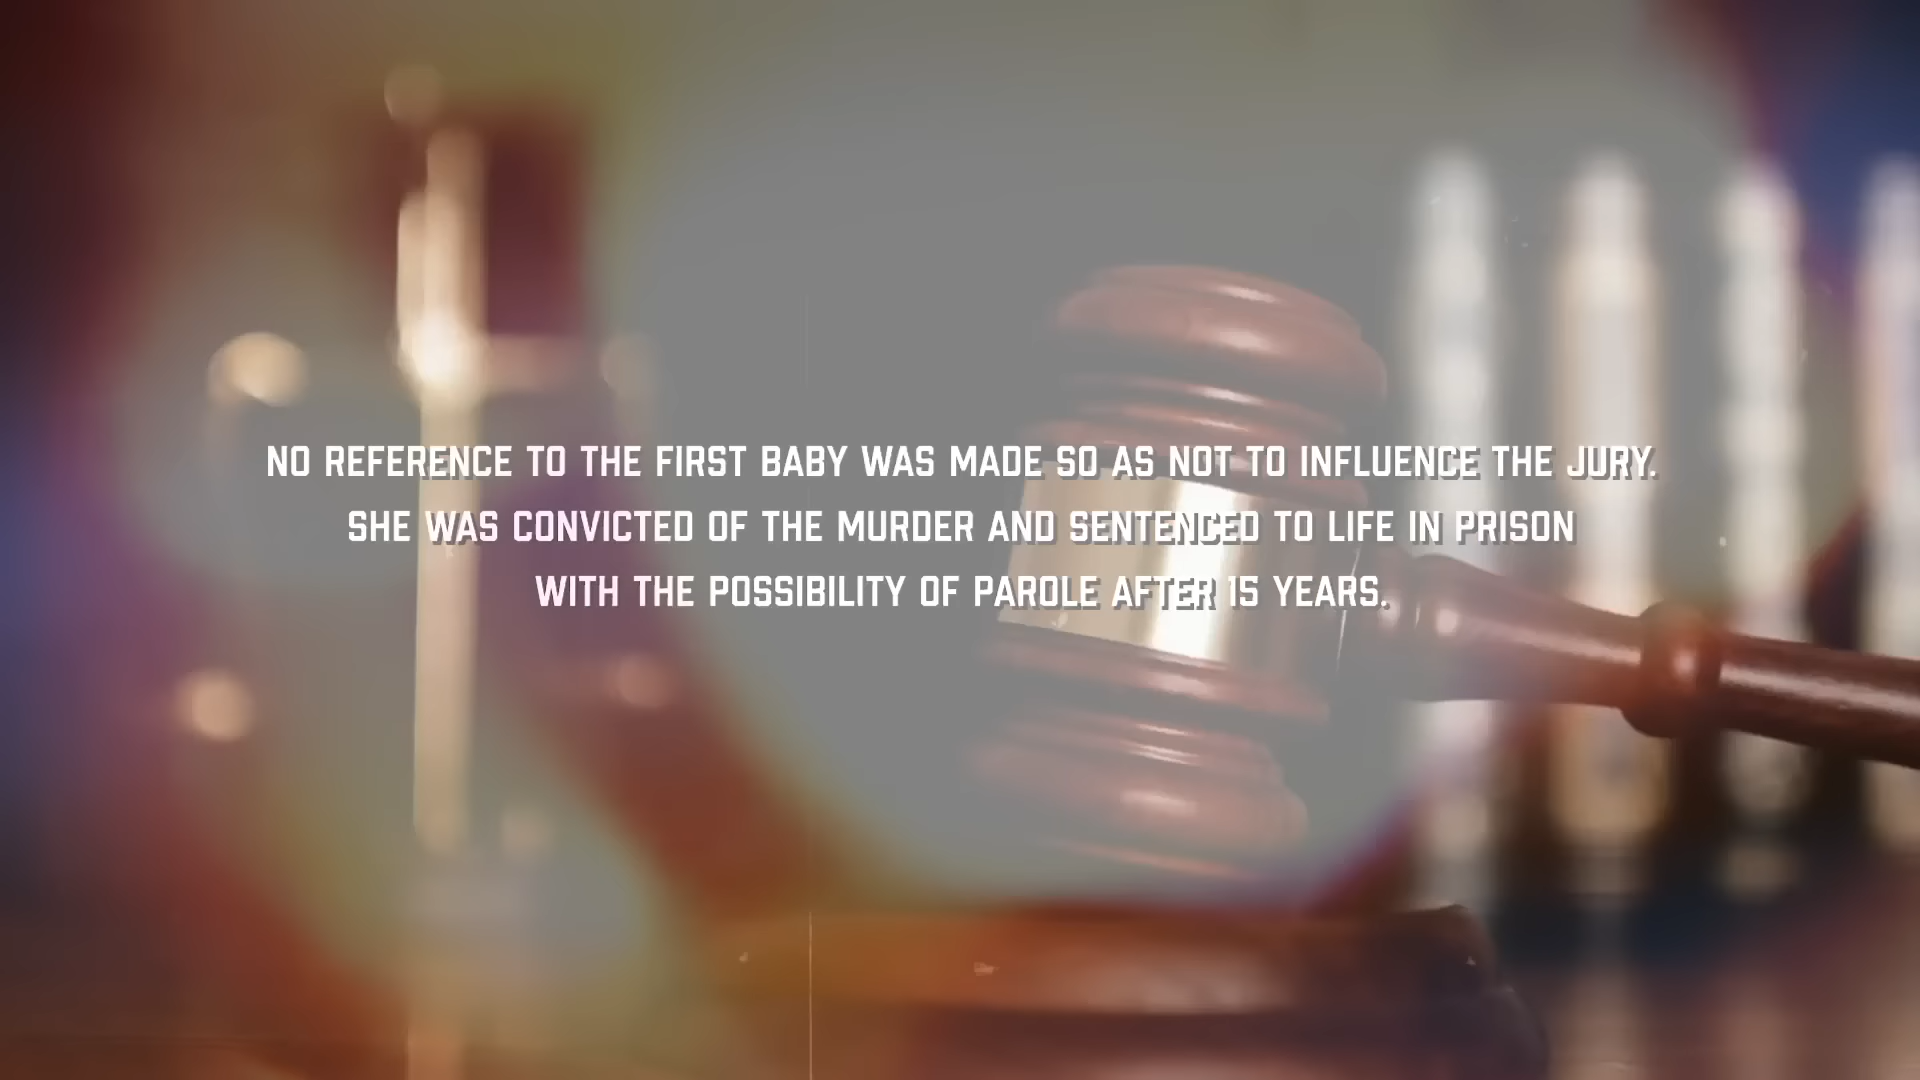 NO REFERENCE TO THE FIRST BABY WAS MADE SO AS NOT TO INFLUENCE THE JURY.
SHE WAS CONVICTED OF THE MURDER AND SENTENCED TO LIFE IN PRISON
WITH THE POSSIBILITY OF PAROLE AFTER 15 YEARS.